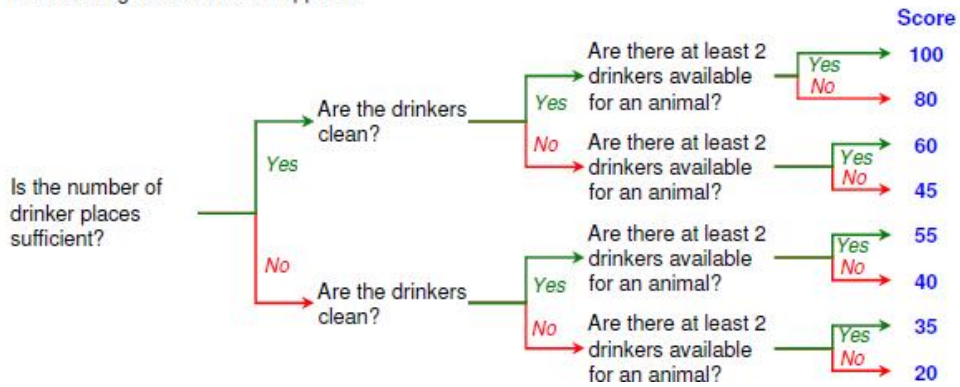 Score
Are there at least 2
drinkers available
for an animal?
Yes
No
100
80
Are the drinkers
clean?
Yes
No
Are there at least 2
drinkers available
for an animal?
Yes
No
60
45
Is the number of
drinker places
sufficient?
Yes
No
Are there at least 2
drinkers available
for an animal?
Yes
No
55
40
Are the drinkers
clean?
Yes
No
Are there at least 2
drinkers available
for an animal?
Yes
No
35
20